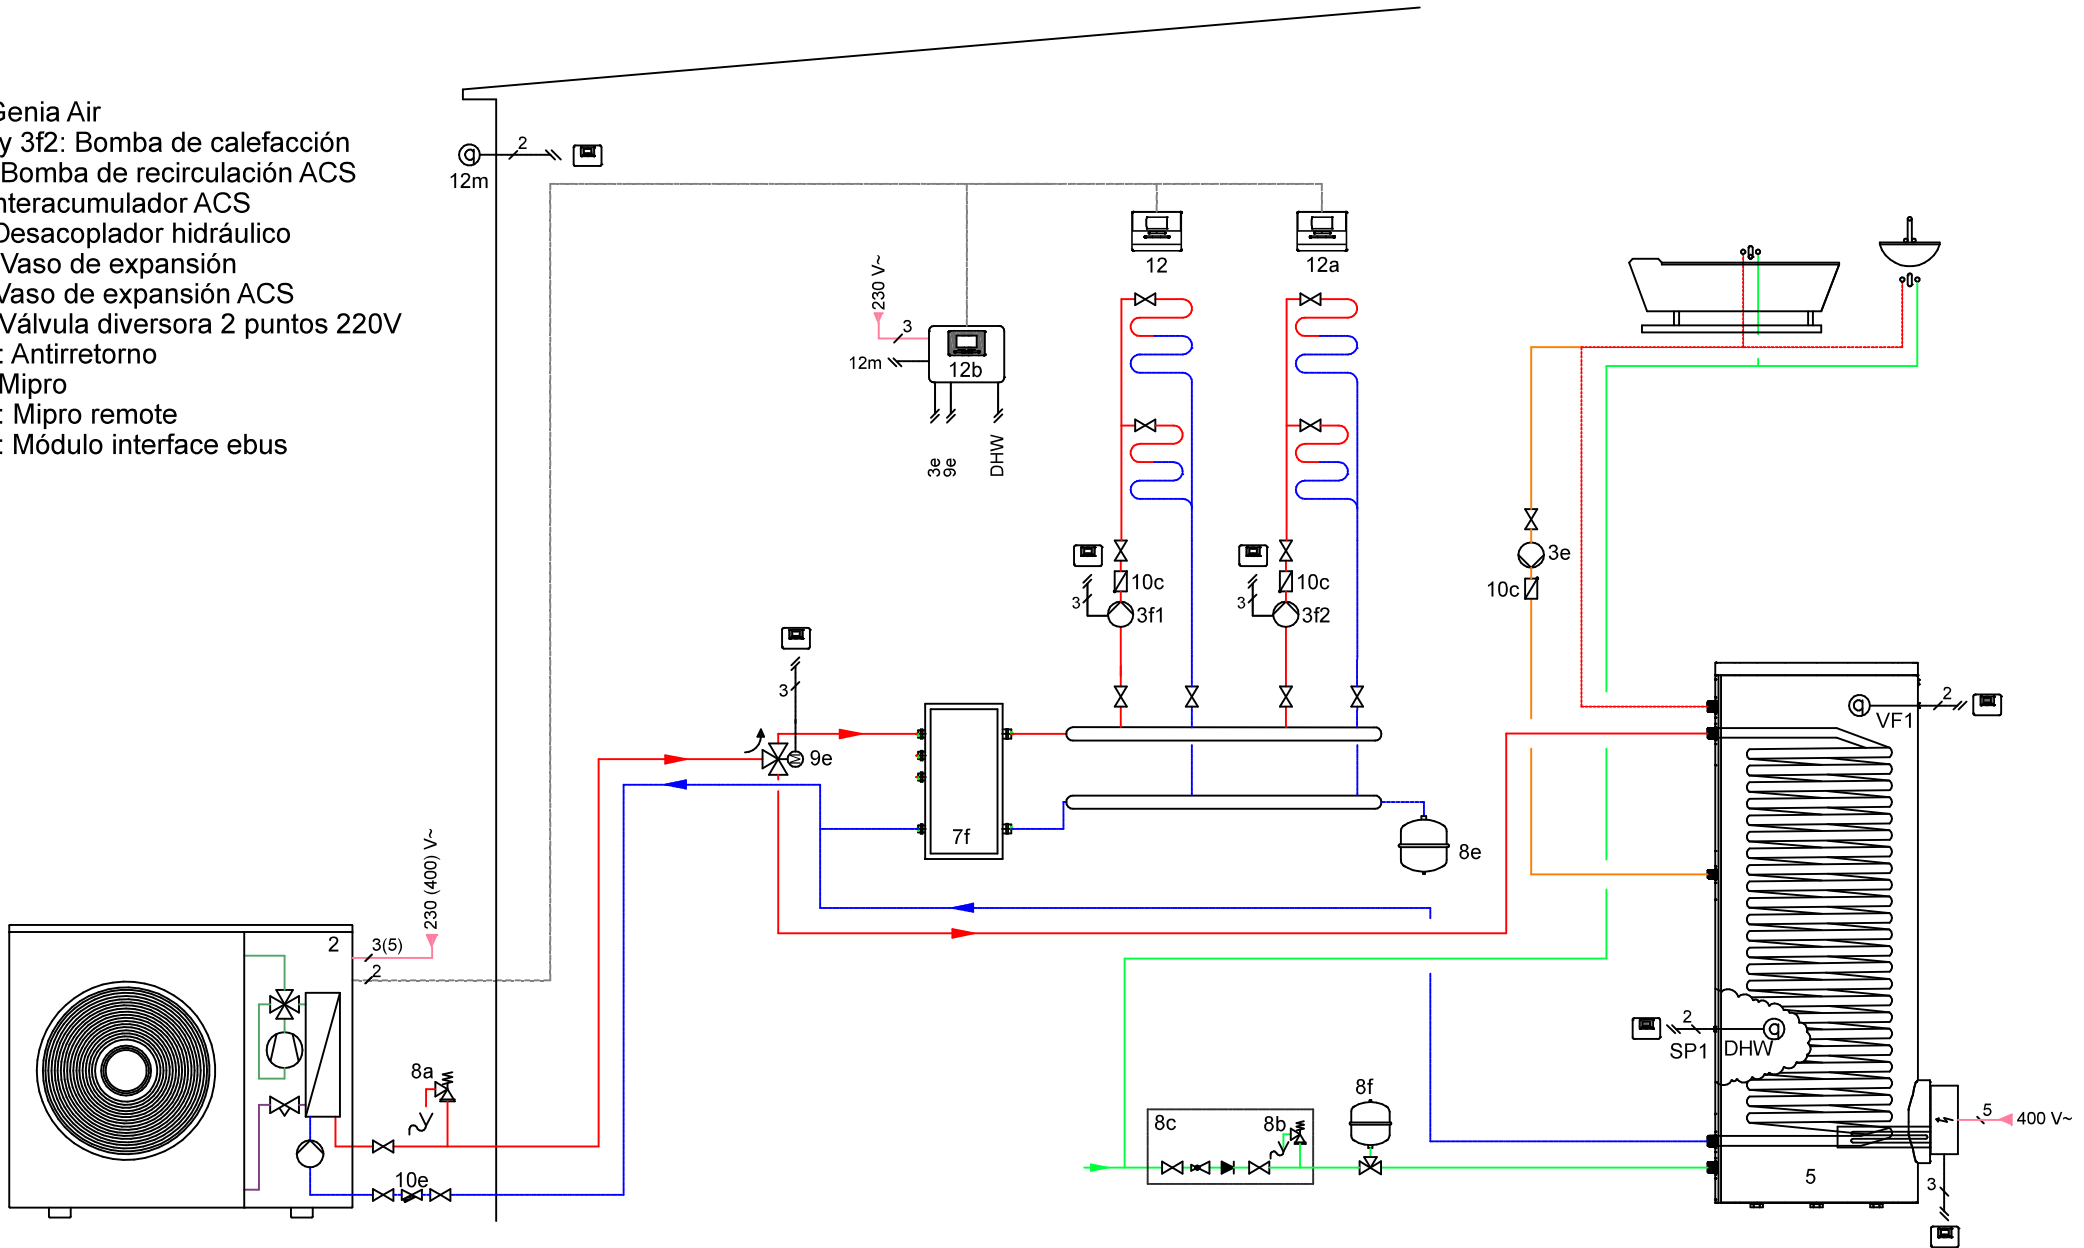 Genia Air
y 3f2: Bomba de calefacción
Bomba de recirculación ACS
nteracumulador ACS
Desacoplador hidráulico
Vaso de expansión
Vaso de expansión ACS
Válvula diversora 2 puntos 220V
: Antirretorno
Mipro
: Mipro remote
: Módulo interface ebus
2
12m
12
12a
230 V~
3
12m
12b
3e
9e
DHW
10c
3
3f1
10c
3
3f2
3e
10c
3
9e
7f
8e
2
VF1
230 (400) V~
2
3(5)
2
8a
10e
2
SP1
DHW
8f
8c
8b
5
400 V~
5
3